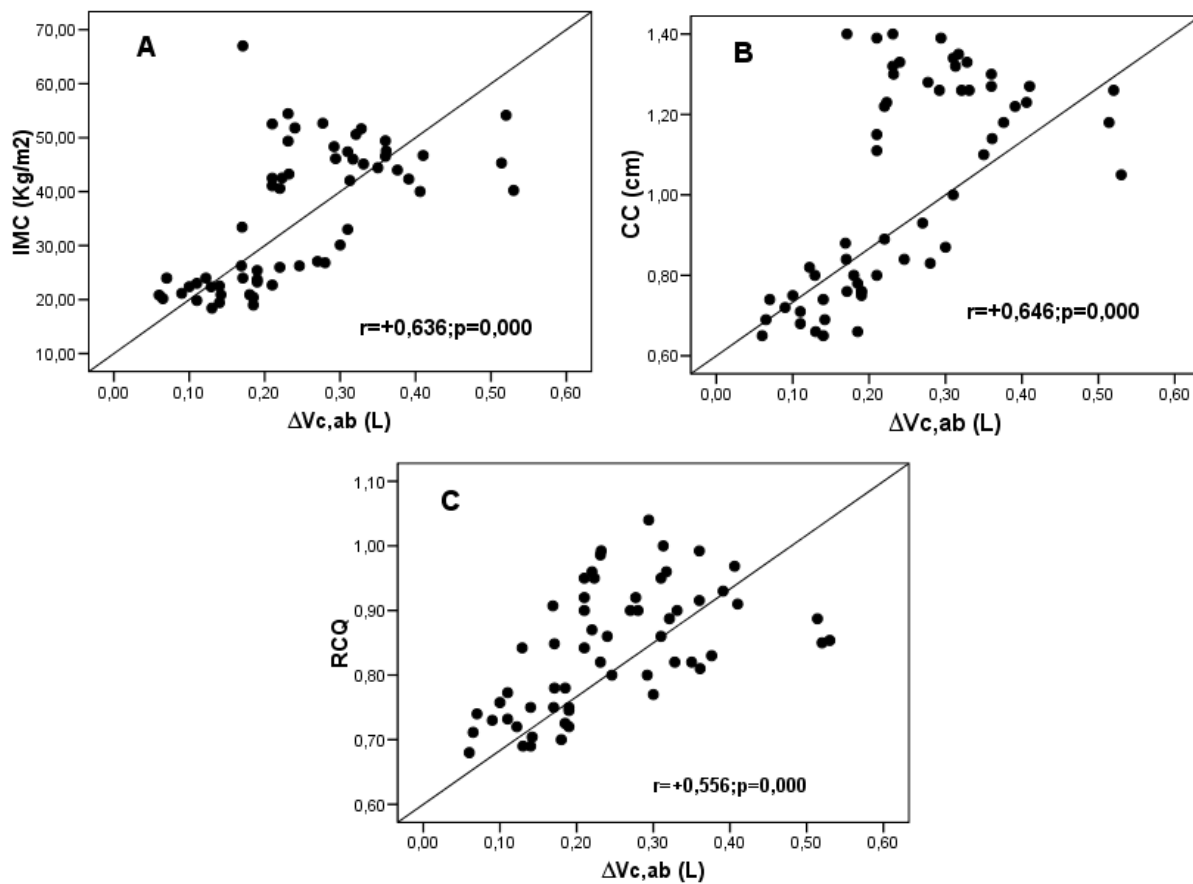 A
IMC (Kg/m2)
70,00
60,00
50,00
40,00
30,00
20,00
10,00
r=+0,636;p=0,000
0,00 0,10 0,20 0,30 0,40 0,50 0,60
ΔVc,ab (L)
B
CC (cm)
1,40
1,20
1,00
0,80
0,60
r=+0,646;p=0,000
0,00 0,10 0,20 0,30 0,40 0,50 0,60
ΔVc,ab (L)
C
RCQ
1,10
1,00
0,90
0,80
0,70
0,60
r=+0,556;p=0,000
0,00 0,10 0,20 0,30 0,40 0,50 0,60
ΔVc,ab (L)